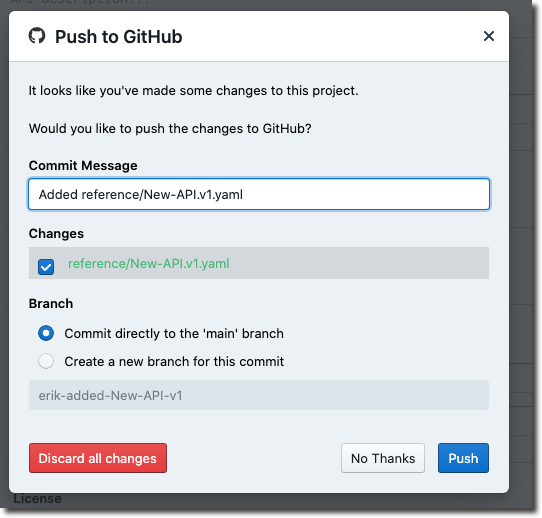 Push to GitHub
It looks like you've made some changes to this project.
Would you like to push the changes to GitHub?
Commit Message
Added reference/New-API.v1.yaml
Changes
reference/New-API.v1.yaml
Branch
Commit directly to the 'main' branch
Create a new branch for this commit
erik-added-New-API-v1
Discard all changes
No Thanks
Push
License